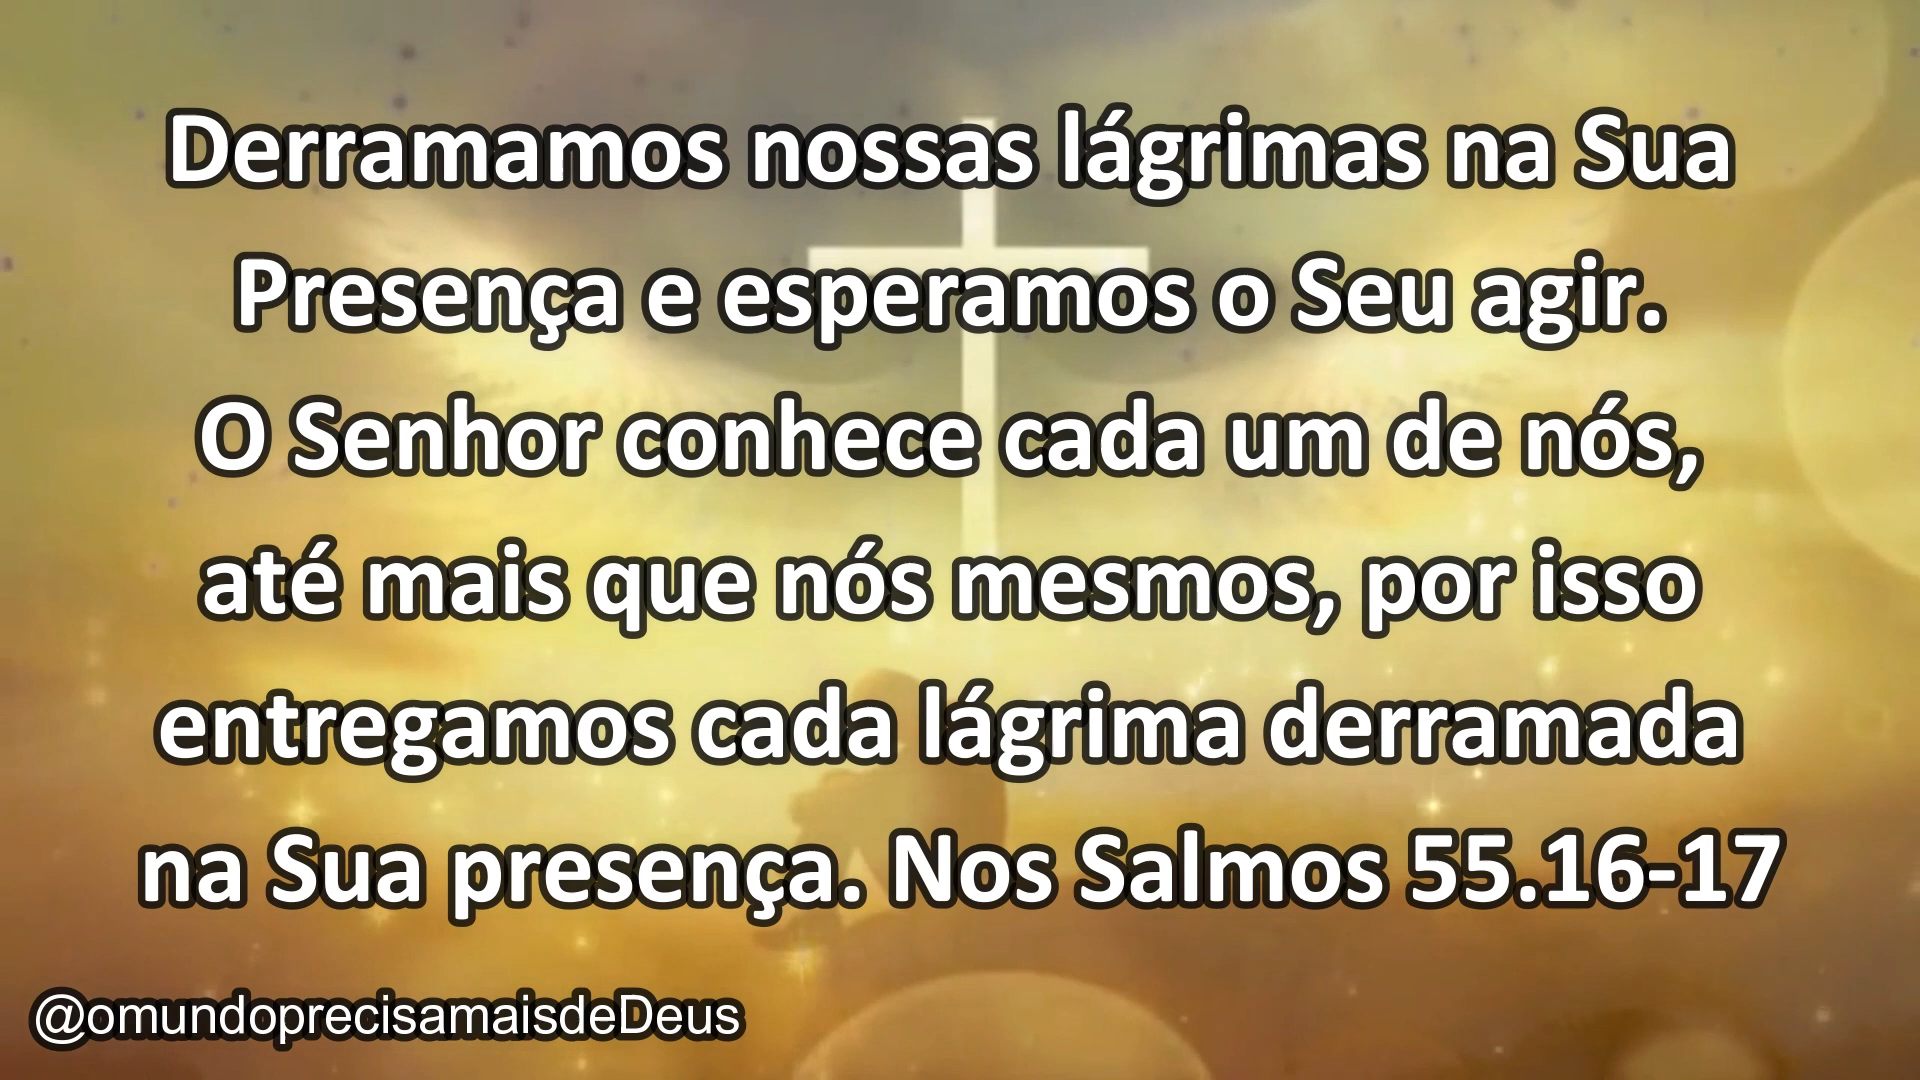 Derramamos nossas lágrimas na Sua
Presença e esperamos o Seu agir.
O Senhor conhece cada um de nós,
até mais que nós mesmos, por isso
entregamos cada lágrima derramada
na Sua presença. Nos Salmos 55.16-17
@omundoprecisamaisdeDeus